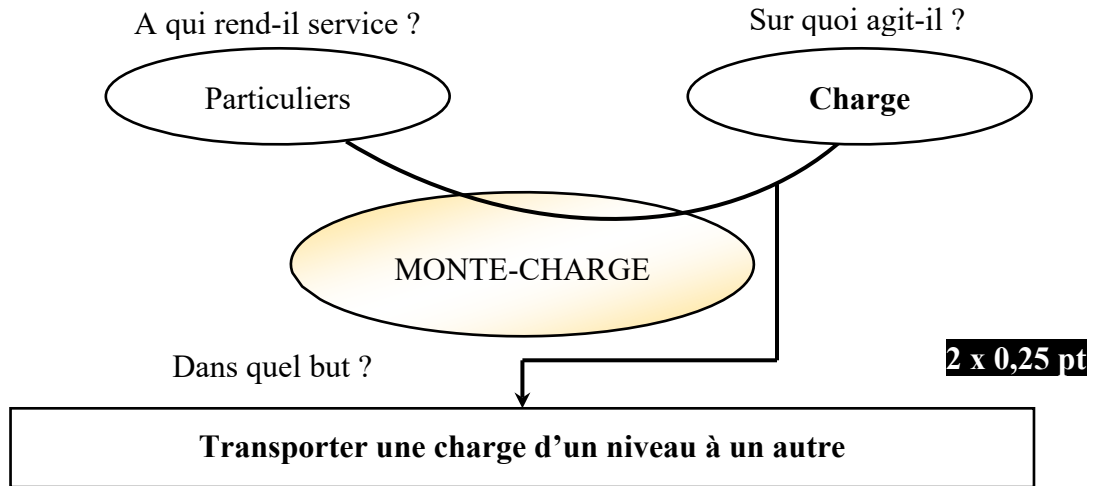 A qui rend-il service ?
Sur quoi agit-il ?
Particuliers
Charge
MONTE-CHARGE
Dans quel but ?
2 x 0,25 pt
Transporter une charge d’un niveau à un autre